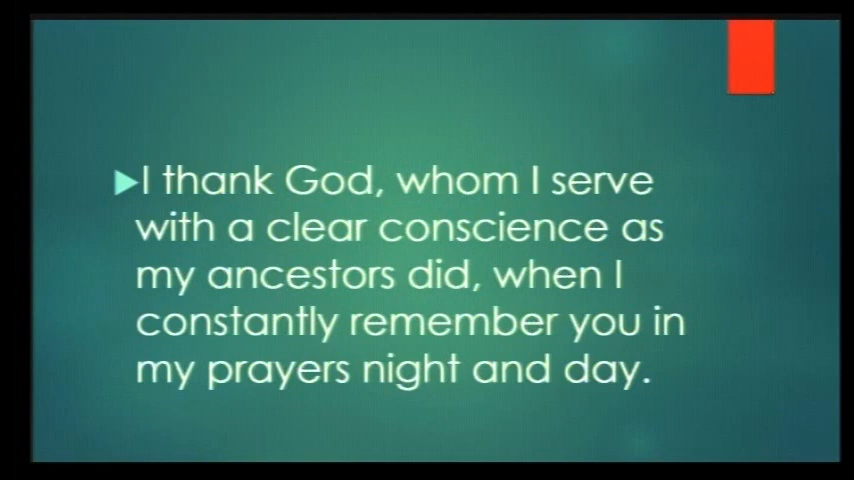 I thank God, whom I serve
with a clear conscience as
my ancestors did, when I
constantly remember you in
my prayers night and day.